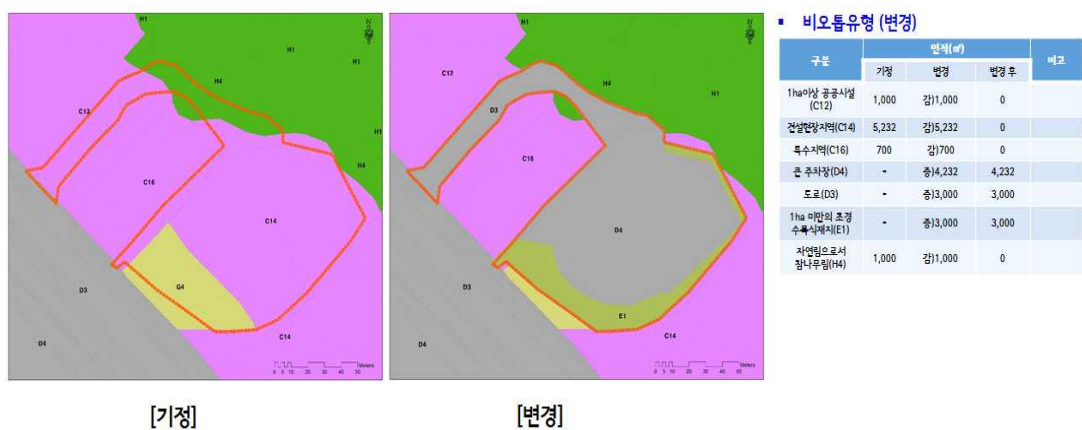 H1
H1
H1
H4
C12
C12
H1
C16
H4
C14
G4
D3
C14
D4
0 5 10 20 30 40 50 Meters
[기정]
H1
H1
C12
H4
H1
D3
C16
H4
D4
D3
E1
C14
D4
0 5 10 20 30 40 50 Meters
[변경]
▪ 비오톱유형 (변경)
구분 면적(㎡) 비고
기정 변경 변경 후
1ha이상 공공시설
(C12) 1,000 감)1,000 0
건설현장지역(C14) 5,232 감)5,232 0
특수지역(C16) 700 감)700 0
큰 주차장(D4) - 증)4,232 4,232
도로(D3) - 증)3,000 3,000
1ha 미만의 조경
수목식재지(E1) - 증)3,000 3,000
자연림으로서
참나무림(H4) 1,000 감)1,000 0